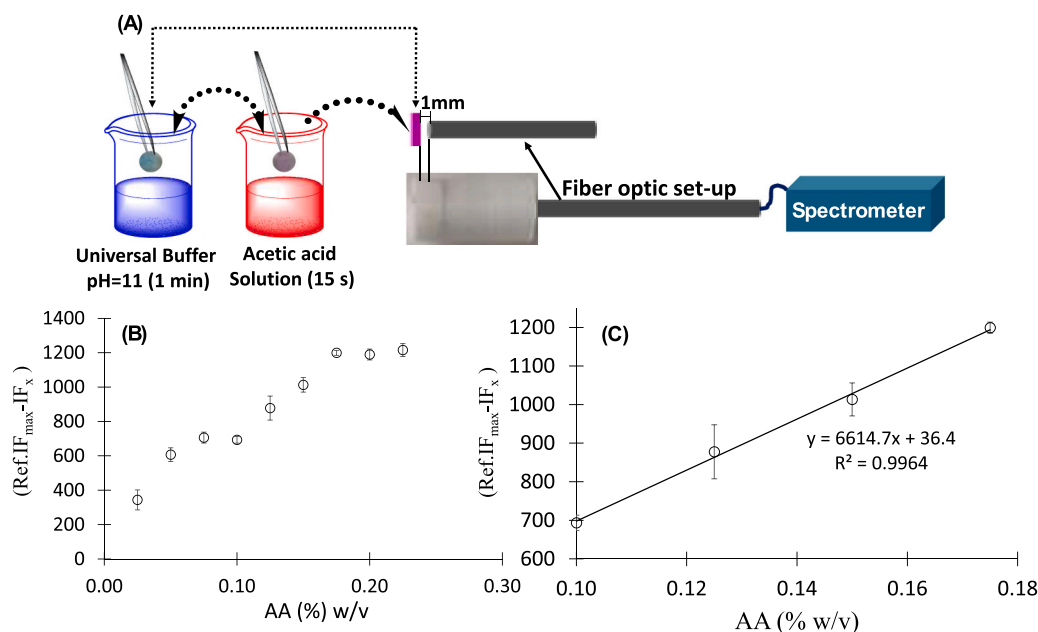 (A)
1mm
Fiber optic set-up
Spectrometer
Universal Buffer
pH=11 (1 min)
Acetic acid
Solution (15 s)
(B)
(Ref.IFmax-IFx)
1400
1200
1000
800
600
400
200
0
0.00
0.10
0.20
0.30
AA (%) w/v
(C)
(Ref.IFmax-IFx)
1200
1100
1000
900
800
700
600
y = 6614.7x + 36.4
R² = 0.9964
0.10
0.12
0.14
0.16
0.18
AA (% w/v)